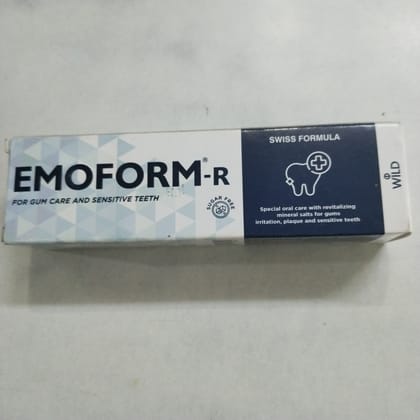 EMOFORM®-R
FOR GUM CARE AND SENSITIVE TEETH
SUGAR FREE
SWISS FORMULA
Special oral care with revitalizing
mineral salts for gums
irritation, plaque and sensitive teeth
WILD